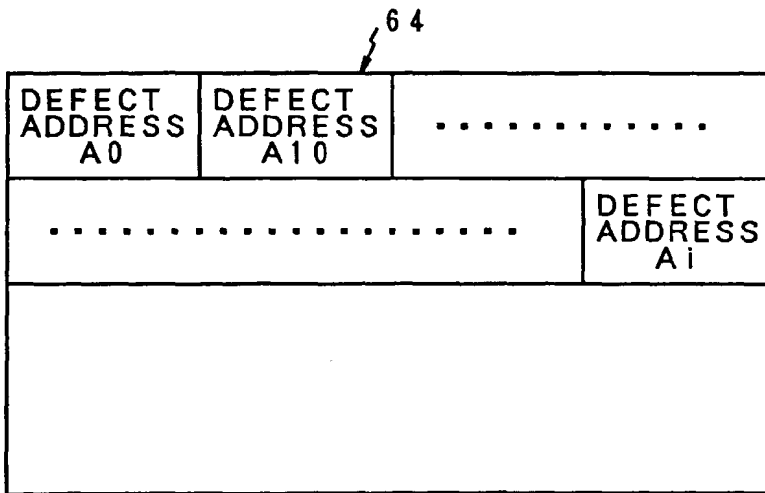 64
DEFECT
ADDRESS
A0
DEFECT
ADDRESS
A10
............
....................
DEFECT
ADDRESS
Ai